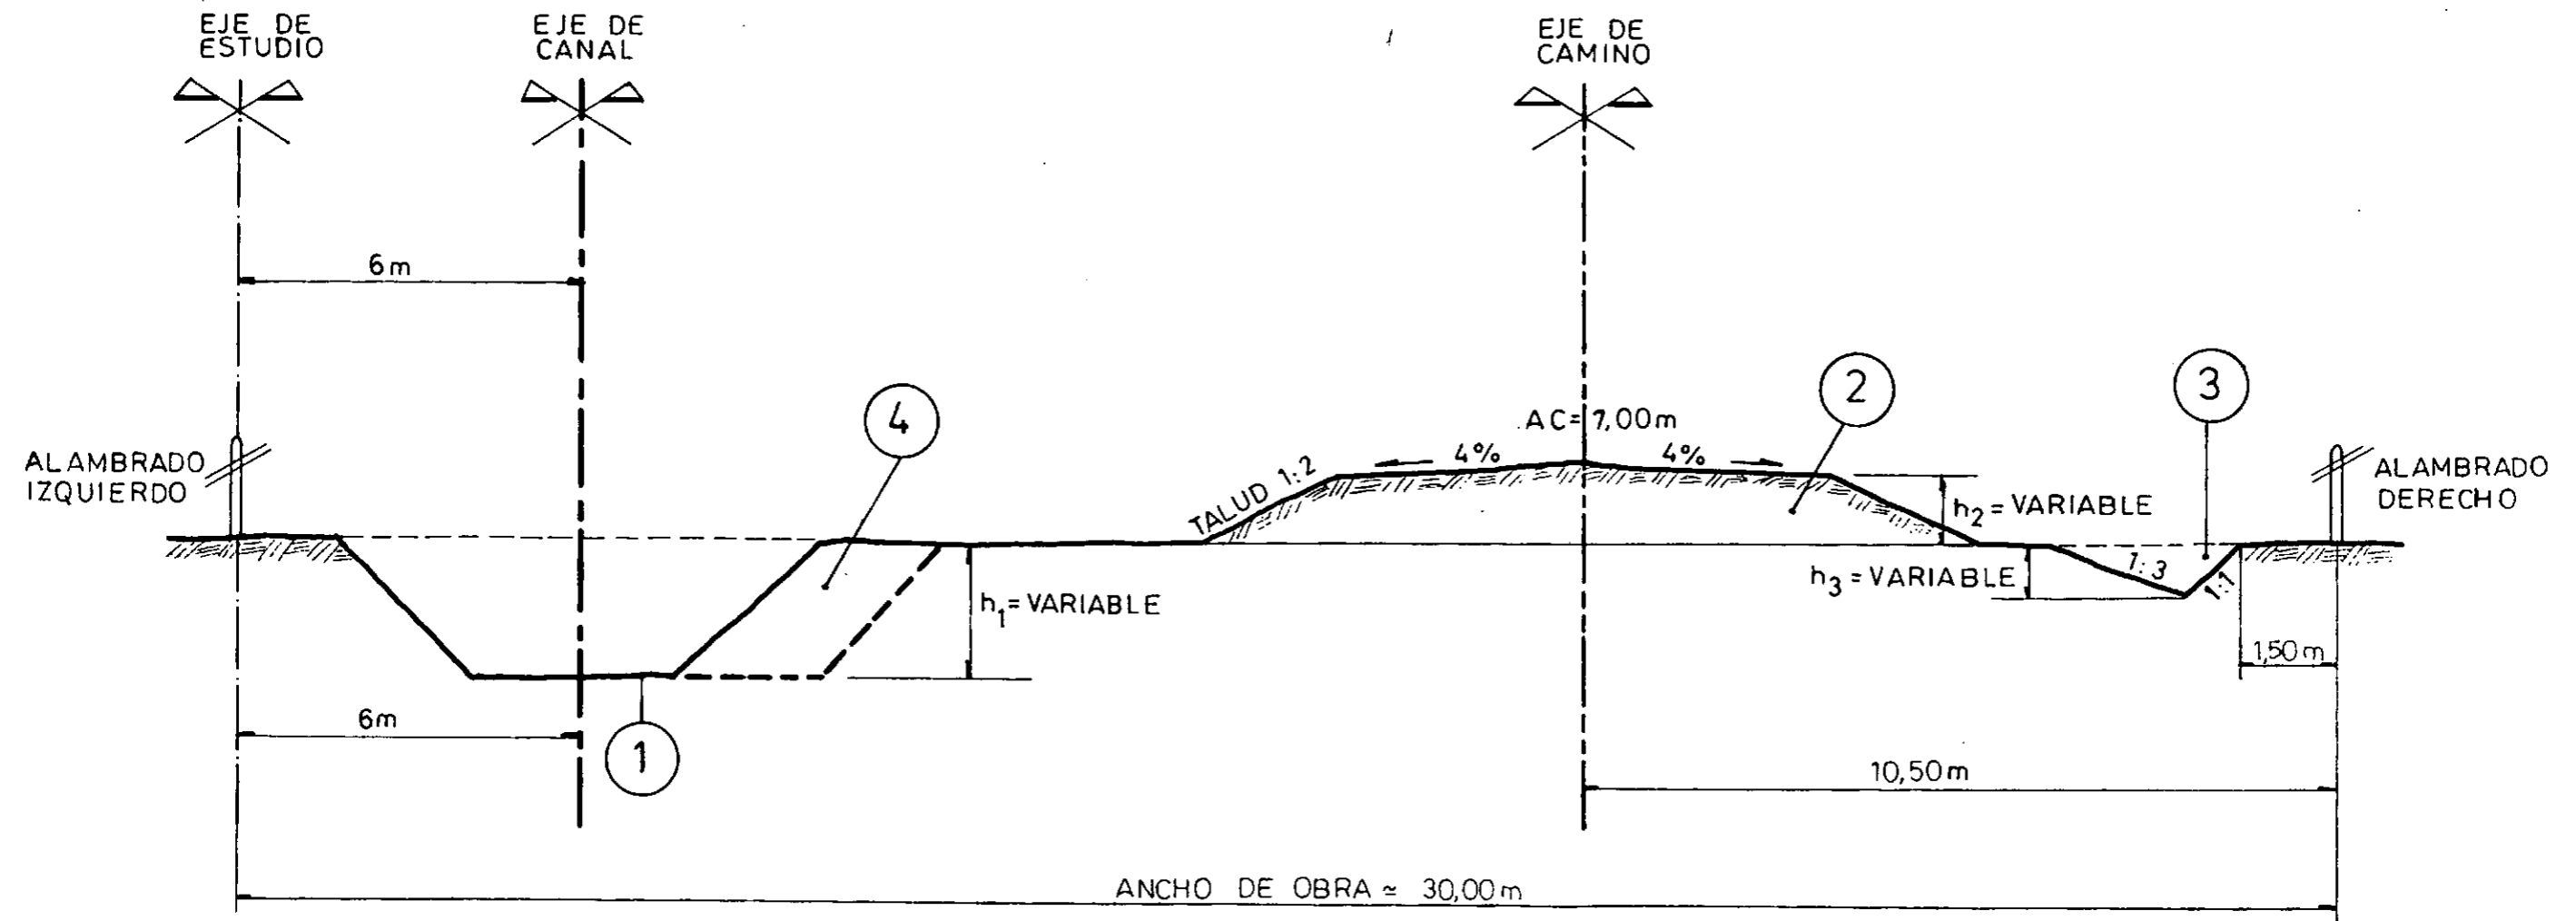 EJE DE
ESTUDIO
EJE DE
CANAL
EJE DE
CAMINO
6m
4
2
3
AC=7,00m
4%
4%
TALUD 1:2
ALAMBRADO
IZQUIERDO
ALAMBRADO
DERECHO
h2=VARIABLE
h3=VARIABLE
1:3
1:1
h1=VARIABLE
1,50m
6m
1
10,50m
ANCHO DE OBRA ≃ 30,00m